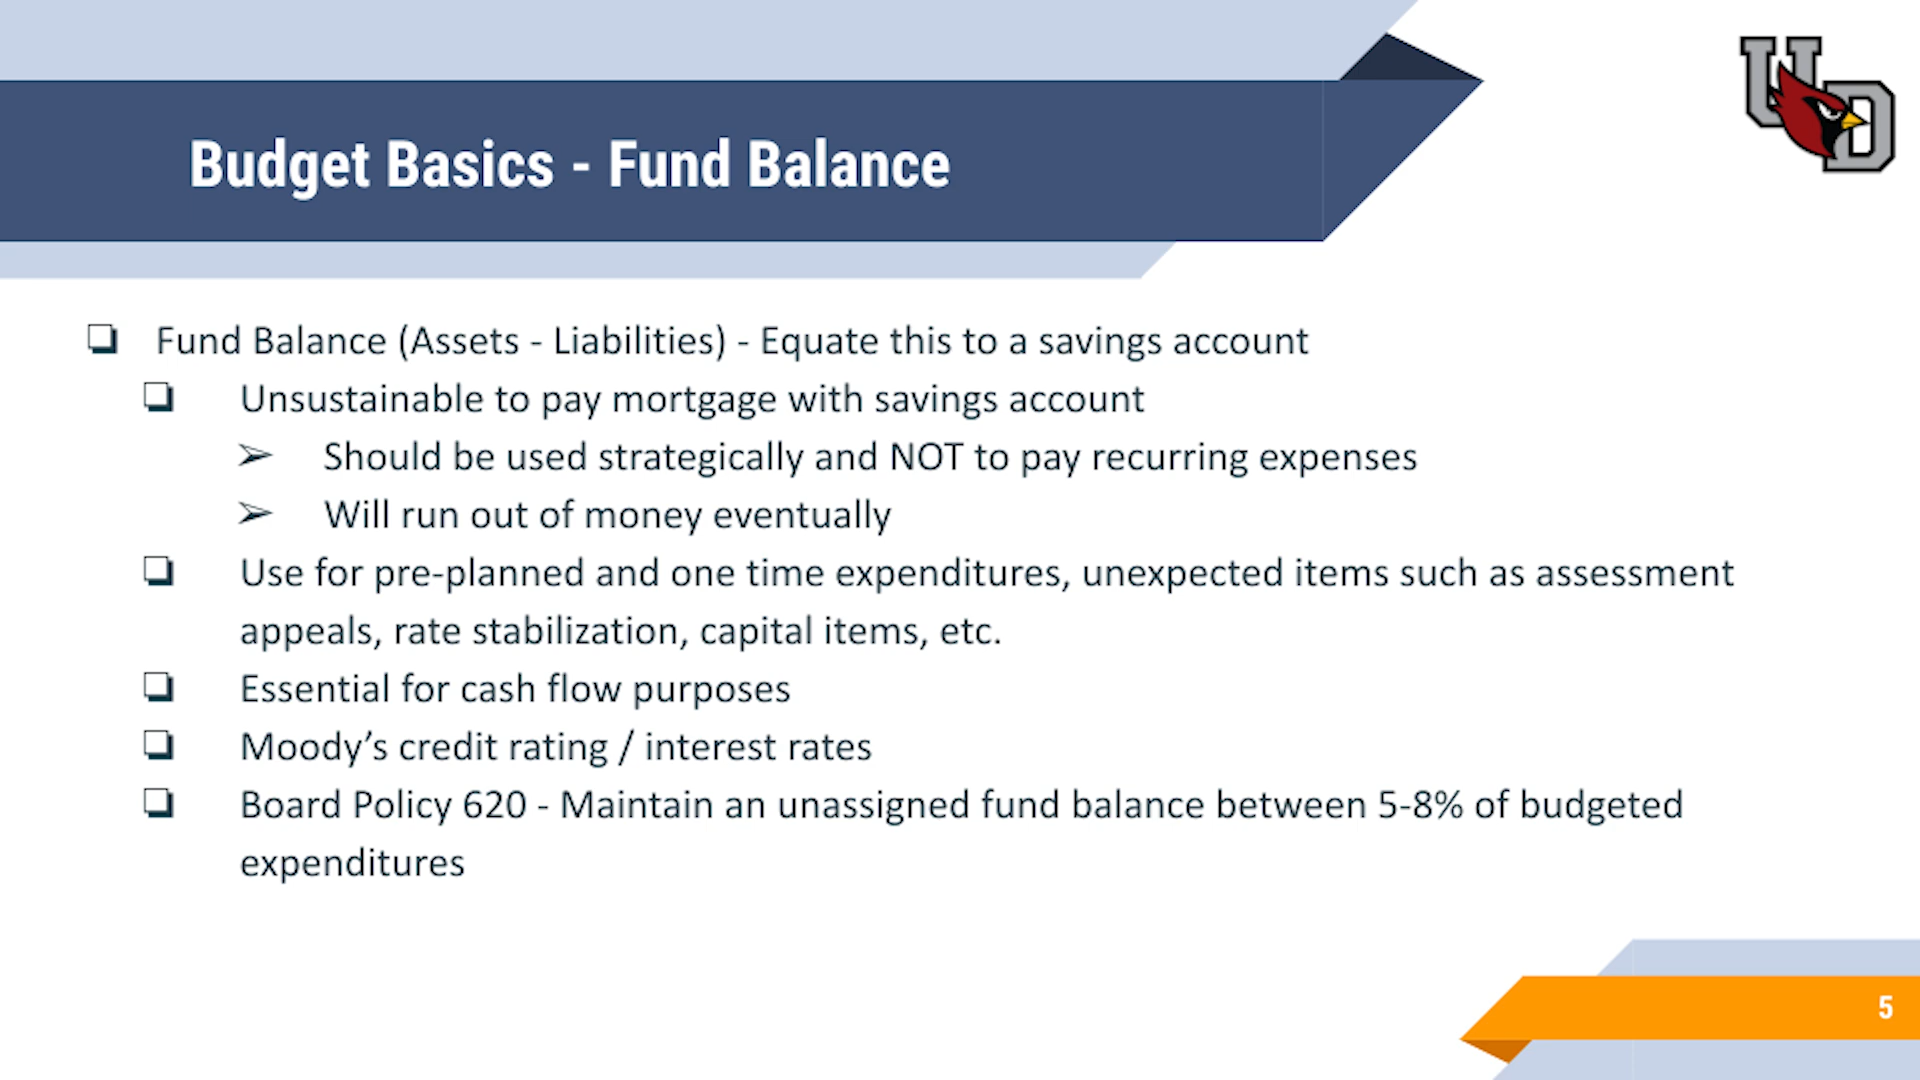 UD
Budget Basics - Fund Balance
❏ Fund Balance (Assets - Liabilities) - Equate this to a savings account
❏ Unsustainable to pay mortgage with savings account
➢ Should be used strategically and NOT to pay recurring expenses
➢ Will run out of money eventually
❏ Use for pre-planned and one time expenditures, unexpected items such as assessment
appeals, rate stabilization, capital items, etc.
❏ Essential for cash flow purposes
❏ Moody’s credit rating / interest rates
❏ Board Policy 620 - Maintain an unassigned fund balance between 5-8% of budgeted
expenditures
5